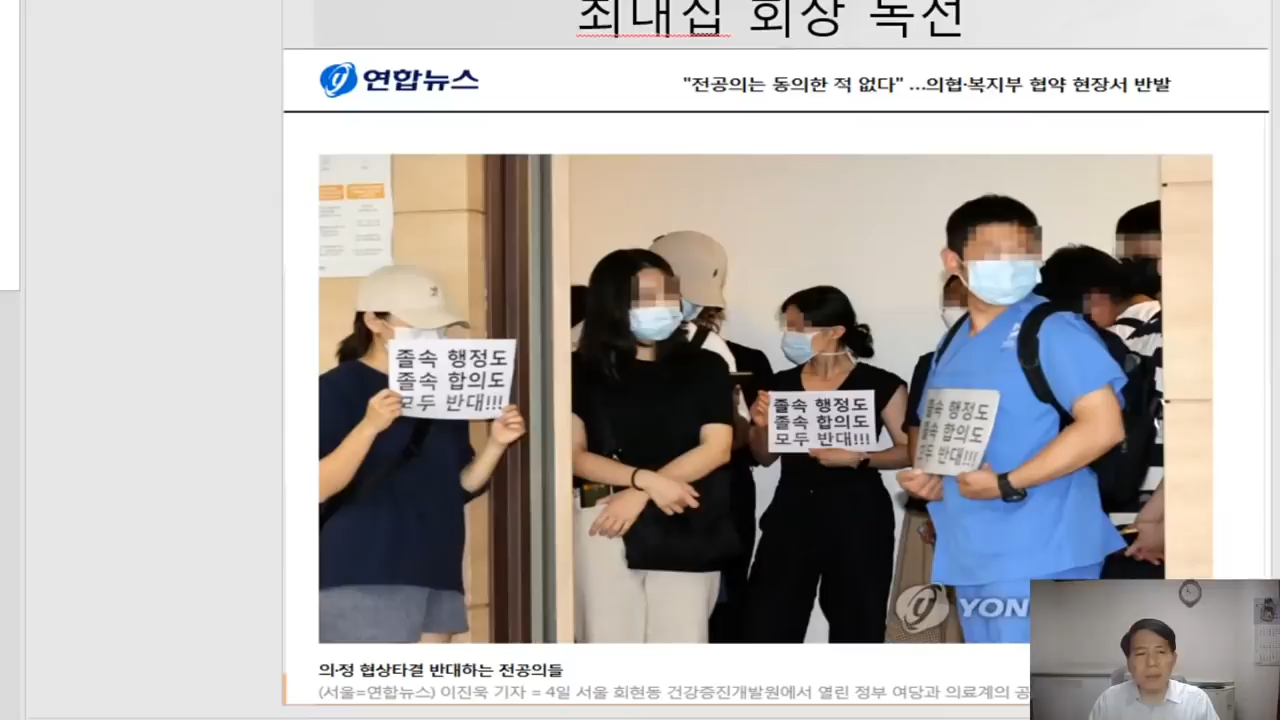 최대집 회장 독선
연합뉴스
"전공의는 동의한 적 없다" ...의협·복지부 협약 현장서 반발
졸속 행정도
졸속 합의도
모두 반대!!!
졸속 행정도
졸속 합의도
모두 반대!!!
졸속 행정도
졸속 합의도
모두 반대!!!
YON
의·정 협상타결 반대하는 전공의들
(서울=연합뉴스) 이진욱 기자 = 4일 서울 회현동 건강증진개발원에서 열린 정부 여당과 의료계의 공